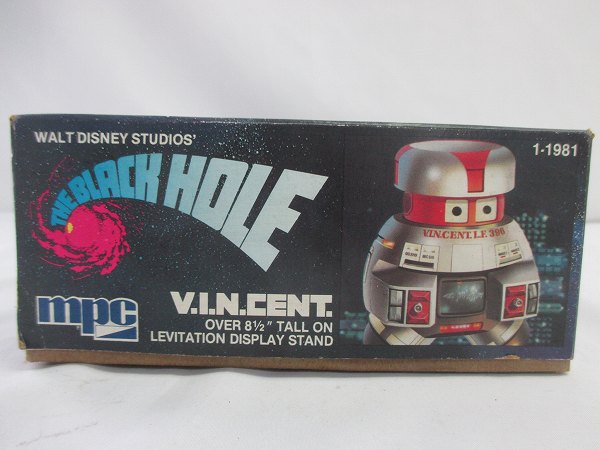 WALT DISNEY STUDIOS'
THE BLACK HOLE
1-1981
V.I.N.CENT. L.F. 396
mpc
V.I.N.CENT.
OVER 8½" TALL ON
LEVITATION DISPLAY STAND